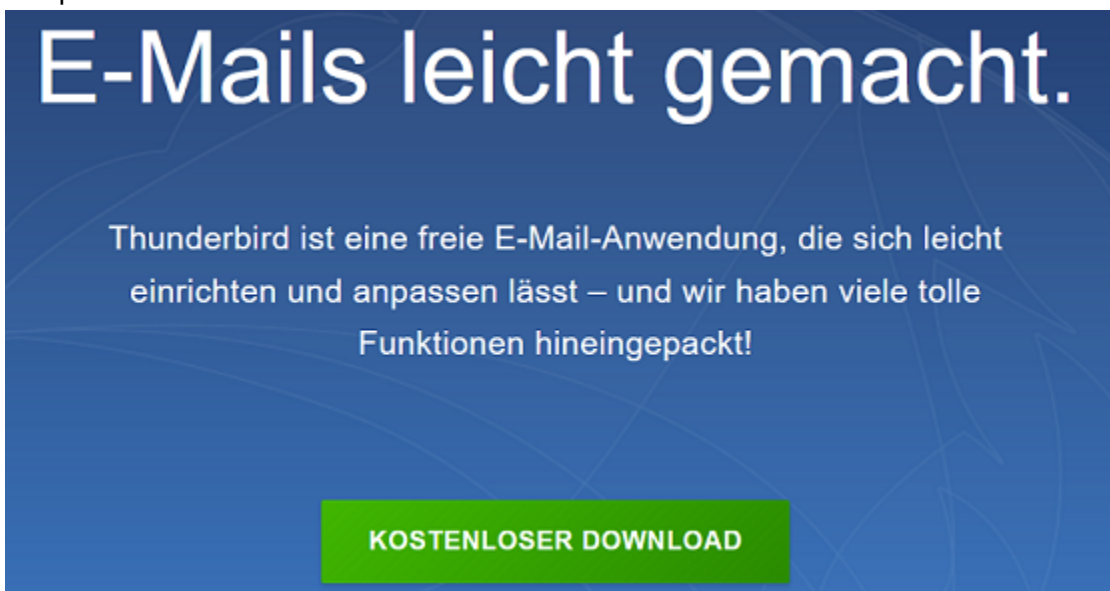 E-Mails leicht gemacht.
Thunderbird ist eine freie E-Mail-Anwendung, die sich leicht
einrichten und anpassen lässt – und wir haben viele tolle
Funktionen hineingepackt!
KOSTENLOSER DOWNLOAD